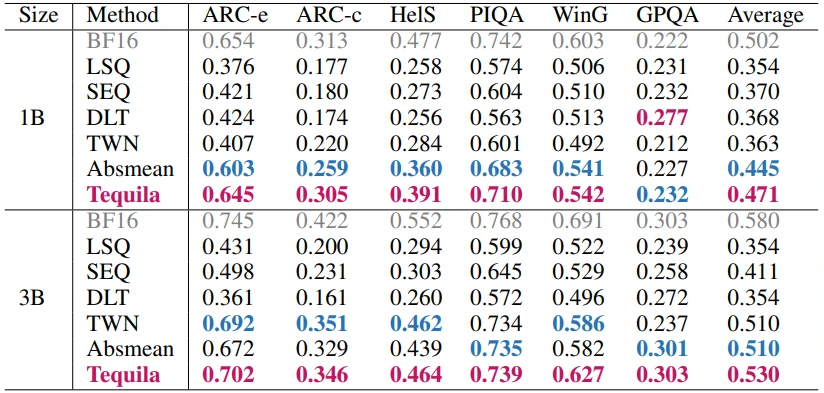 Size Method ARC-e ARC-c HelS PIQA WinG GPQA Average
BF16 0.654 0.313 0.477 0.742 0.603 0.222 0.502
LSQ 0.376 0.177 0.258 0.574 0.506 0.231 0.354
SEQ 0.421 0.180 0.273 0.604 0.510 0.232 0.370
1B DLT 0.424 0.174 0.256 0.563 0.513 0.277 0.368
TWN 0.407 0.220 0.284 0.601 0.492 0.212 0.363
Absmean 0.603 0.259 0.360 0.683 0.541 0.227 0.445
Tequila 0.645 0.305 0.391 0.710 0.542 0.232 0.471
BF16 0.745 0.422 0.552 0.768 0.691 0.303 0.580
LSQ 0.431 0.200 0.294 0.599 0.522 0.239 0.354
SEQ 0.498 0.231 0.303 0.645 0.529 0.258 0.411
3B DLT 0.361 0.161 0.260 0.572 0.496 0.272 0.354
TWN 0.692 0.351 0.462 0.734 0.586 0.237 0.510
Absmean 0.672 0.329 0.439 0.735 0.582 0.301 0.510
Tequila 0.702 0.346 0.464 0.739 0.627 0.303 0.530